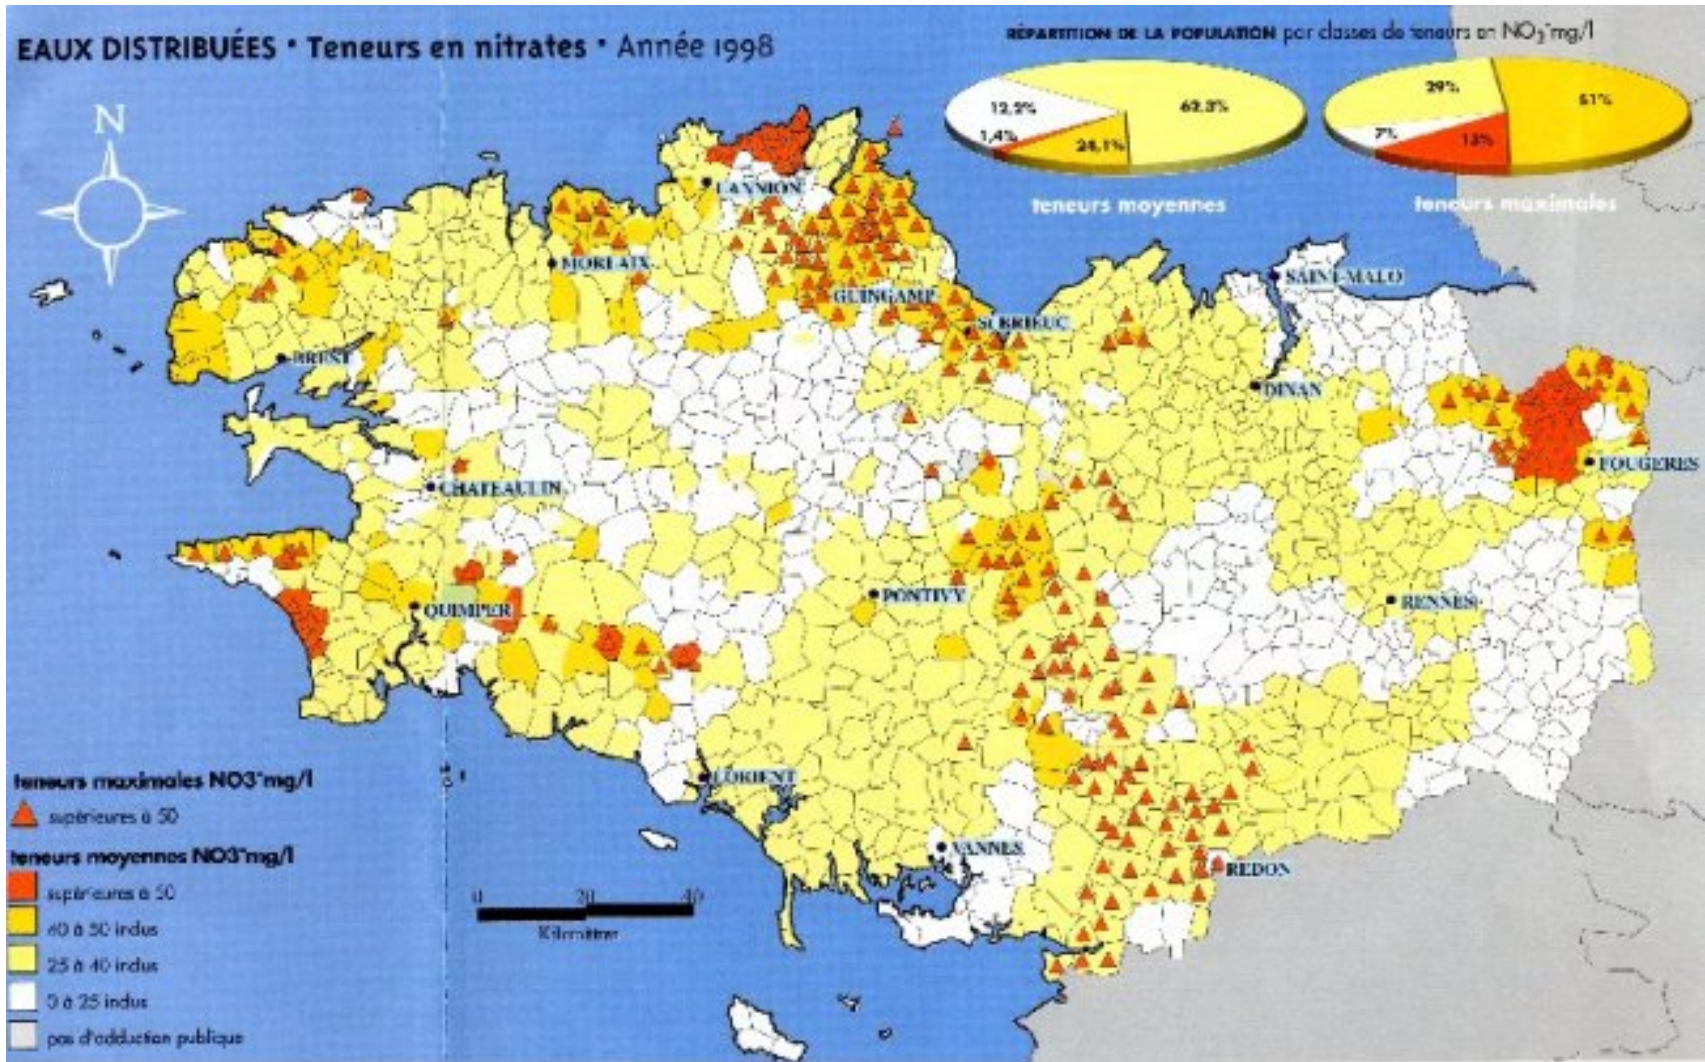 EAUX DISTRIBUÉES • Teneurs en nitrates • Année 1998
RÉPARTITION DE LA POPULATION par classes de teneurs en NO3-mg/l
12,2%
62,3%
1,4%
24,1%
29%
51%
7%
13%
teneurs moyennes
teneurs maximales
N
LANNION
MORLAIX
GUINGAMP
ST-BRIEUC
SAINT-MALO
BREST
DINAN
FOUGERES
CHATEAULIN
QUIMPER
PONTIVY
RENNES
LORIENT
VANNES
REDON
teneurs maximales NO3-mg/l
supérieures à 50
teneurs moyennes NO3-mg/l
supérieures à 50
40 à 50 inclus
25 à 40 inclus
0 à 25 inclus
pas d'adduction publique
0 20 40
Kilomètres